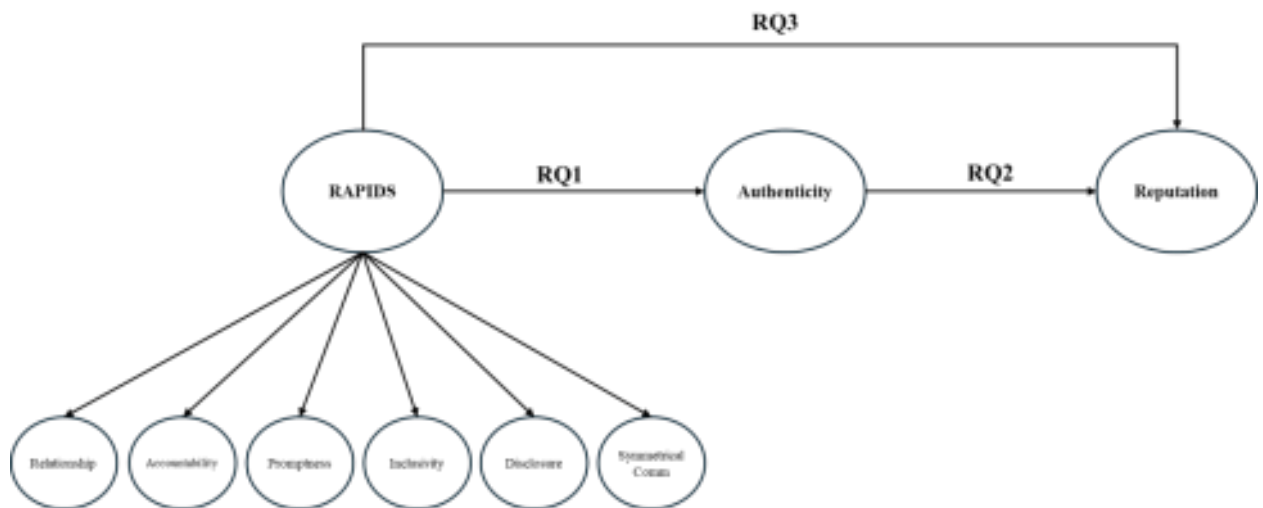 RQ3
RAPIDS
RQ1
Authenticity
RQ2
Reputation
Relationship
Accountability
Promptness
Inclusivity
Disclosure
Symmetrical
Comm